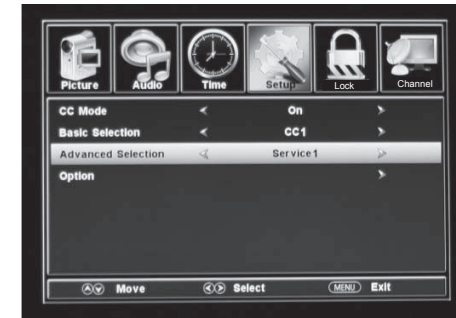 Picture Audio Time Setup Lock Channel
CC Mode On
Basic Selection CC1
Advanced Selection Service1
Option
Move Select MENU Exit